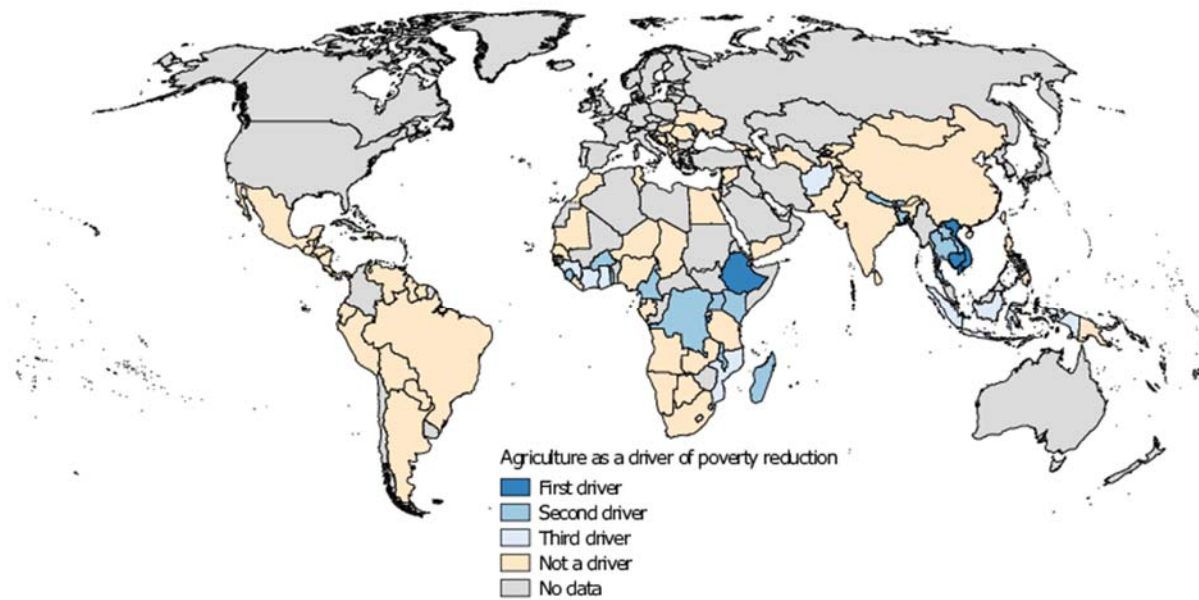 Agriculture as a driver of poverty reduction
First driver
Second driver
Third driver
Not a driver
No data